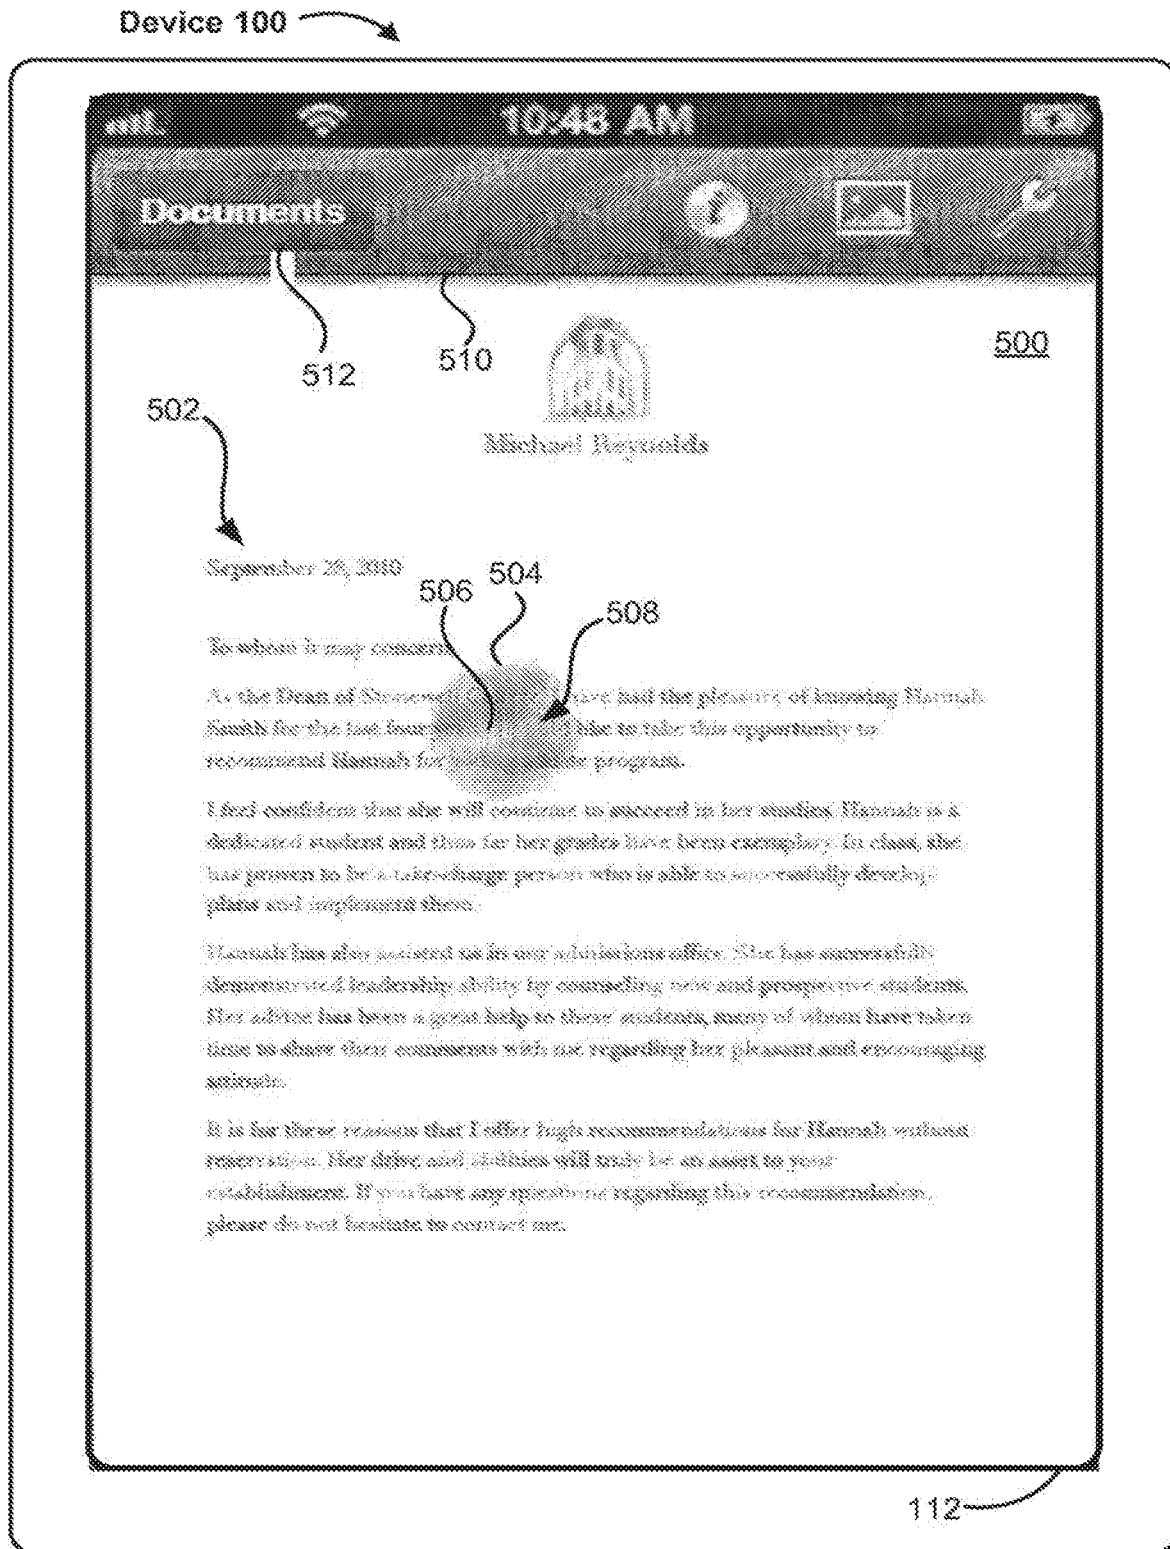 Device 100
10:48 AM
Documents
512
510
500
502
Michael Reynolds
September 28, 2010
506
504
508
To whom it may concern
As the Dean of have had the pleasure of knowing Hannah
Smith for the last four to take this opportunity to
recommend Hannah for program.
I feel confident that she will continue to succeed in her studies. Hannah is a
dedicated student and thus far her grades have been exemplary. In class, she
has proven to be a take-charge person who is able to successfully develop
plans and implement them.
Hannah has also assisted us in our admissions office. She has successfully
demonstrated leadership ability by counseling new and prospective students.
Her advice has been a great help to these students, many of whom have taken
time to share their comments with me regarding her pleasant and encouraging
attitude.
It is for these reasons that I offer high recommendations for Hannah without
reservation. Her drive and abilities will truly be an asset to your
establishment. If you have any questions regarding this recommendation,
please do not hesitate to contact me.
112